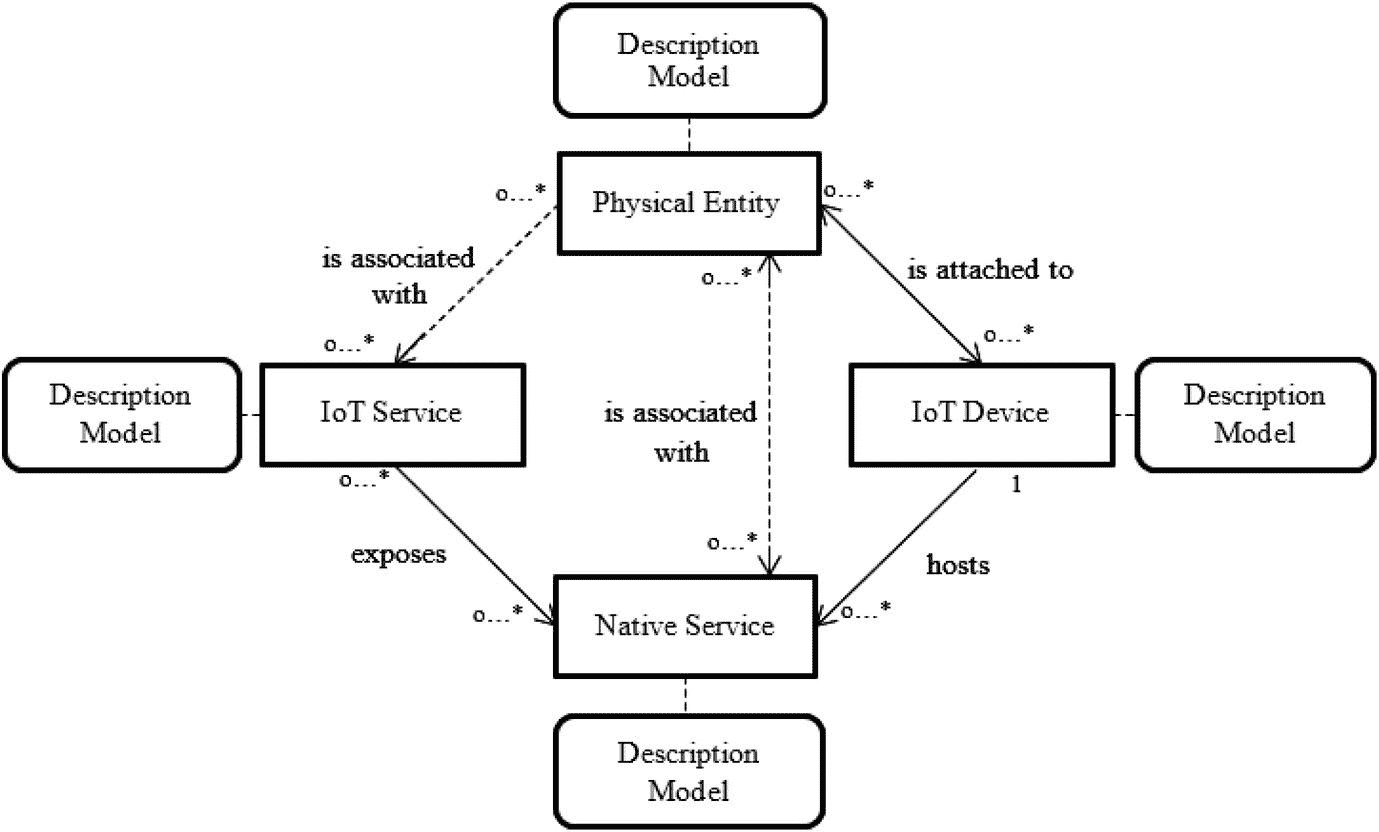 Description
Model
o...*
Physical Entity
o...*
is associated
with
o...*
is attached to
o...*
o...*
Description
Model
IoT Service
is associated
with
IoT Device
Description
Model
o...*
1
exposes
o...*
hosts
o...*
Native Service
o...*
Description
Model